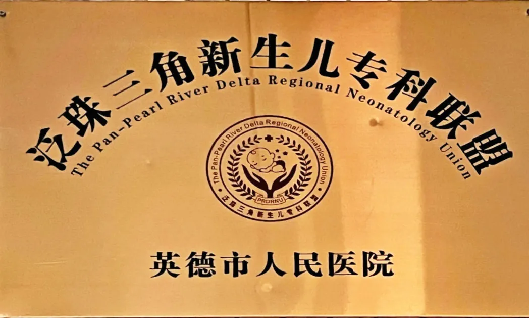 泛珠三角新生儿专科联盟
The Pan-Pearl River Delta Regional Neonatology Union
The Pan-Pearl River Delta Regional Neonatology Union
泛珠三角新生儿专科联盟
英德市人民医院